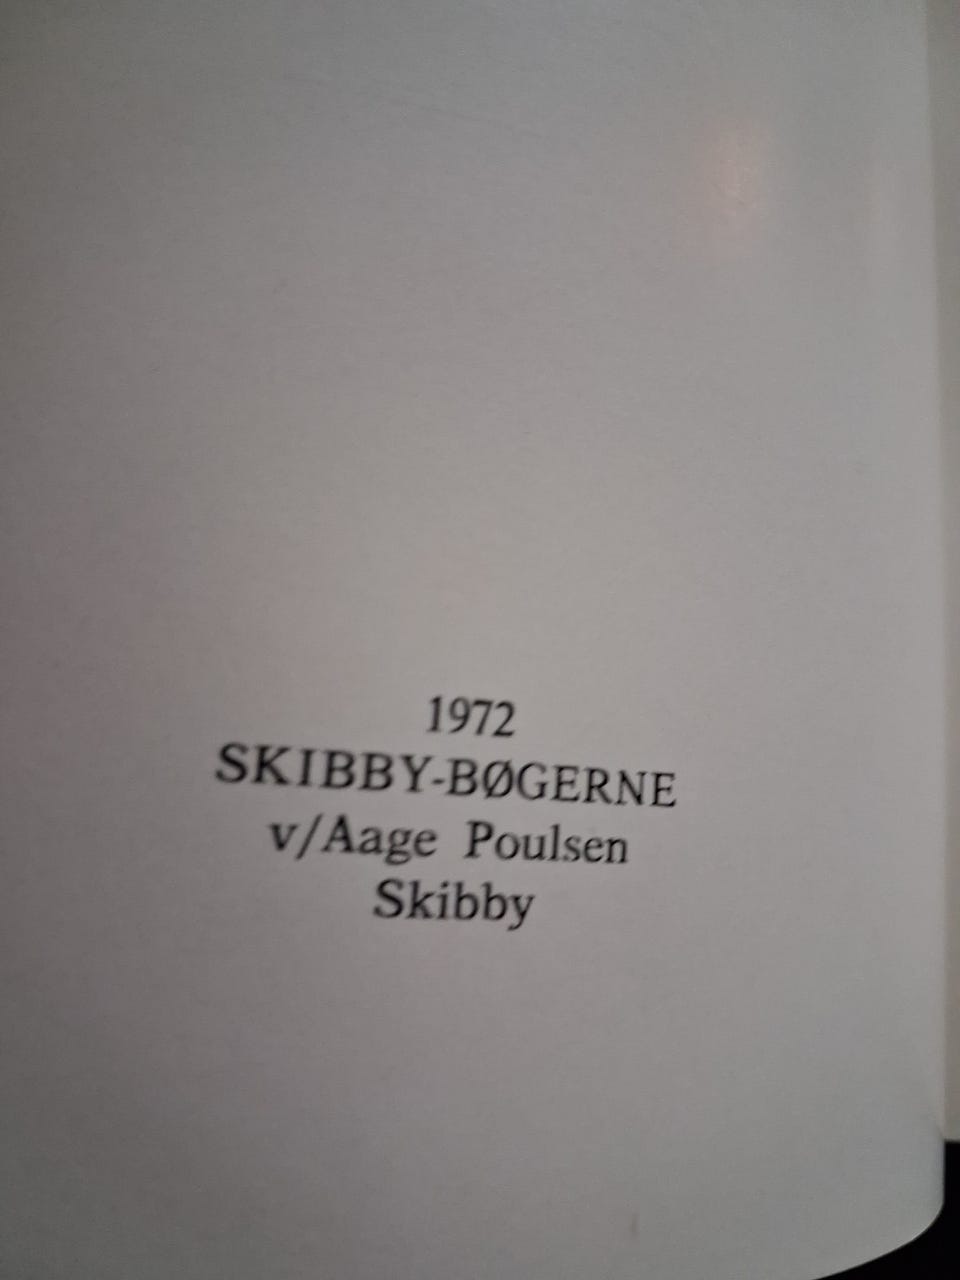 1972
SKIBBY-BØGERNE
v/Aage Poulsen
Skibby